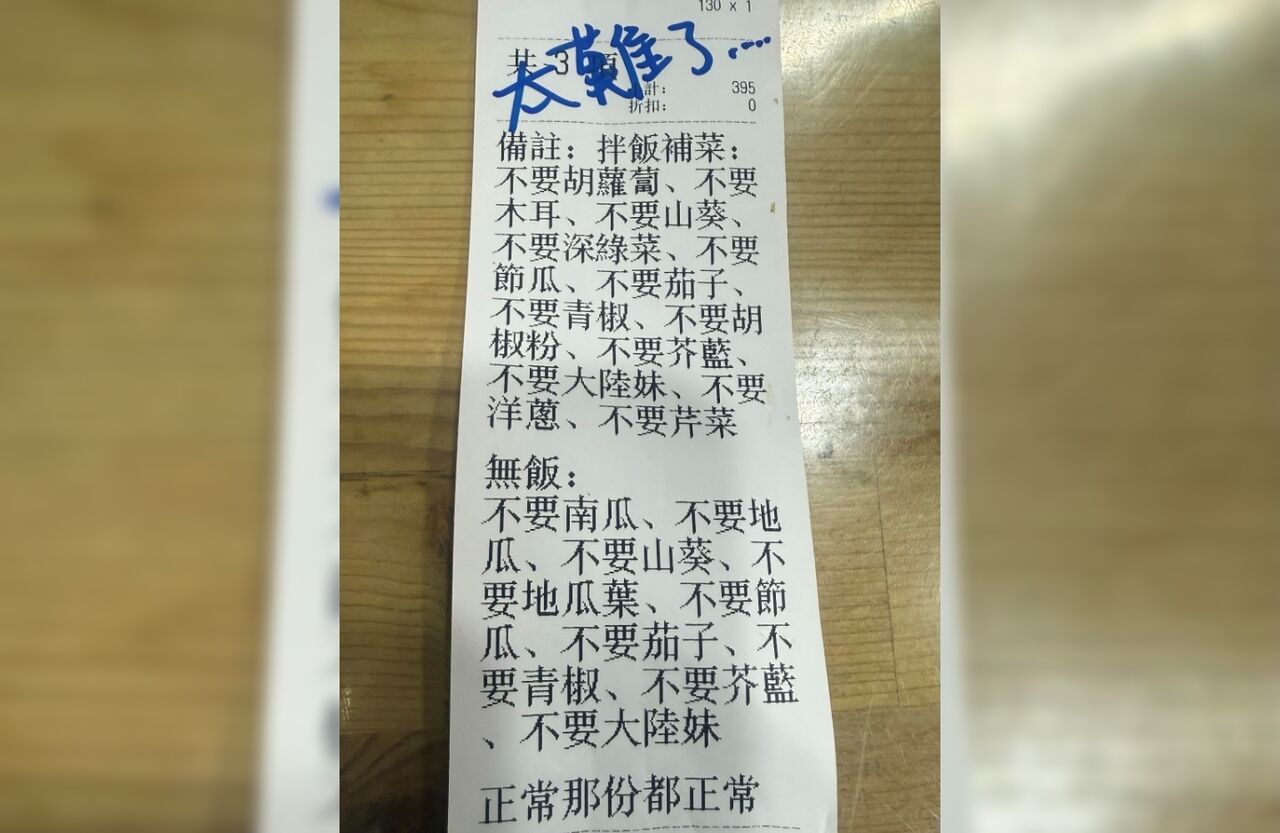 130 x 1
太難了....
共 3 項
小計: 395
折扣: 0
備註: 拌飯補菜:
不要胡蘿蔔、不要
木耳、不要山葵、
不要深綠菜、不要
節瓜、不要茄子、
不要青椒、不要胡
椒粉、不要芥藍、
不要大陸妹、不要
洋蔥、不要芹菜
無飯:
不要南瓜、不要地
瓜、不要山葵、不
要地瓜葉、不要節
瓜、不要茄子、不
要青椒、不要芥藍
、不要大陸妹
正常那份都正常